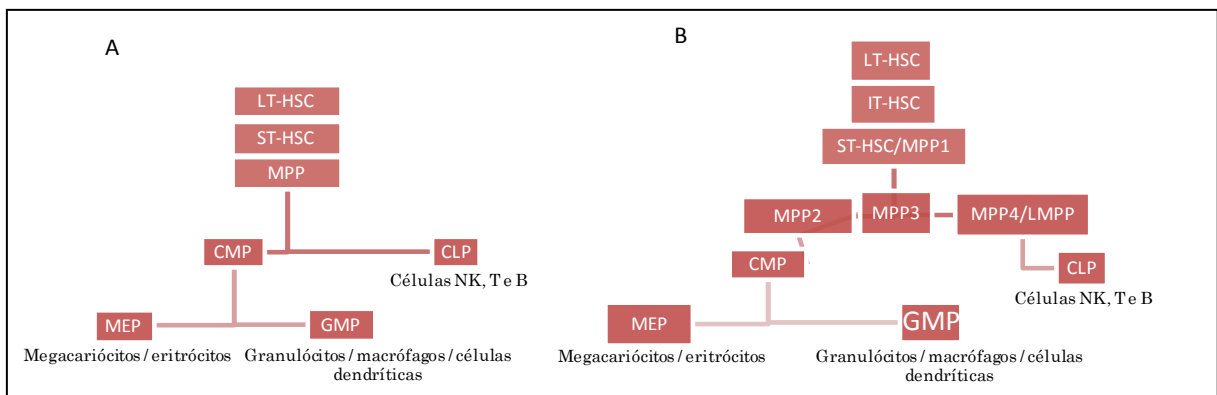 A
LT-HSC
ST-HSC
MPP
CMP
CLP
Células NK, T e B
MEP
GMP
Megacariócitos / eritrócitos
Granulócitos / macrófagos / células
dendríticas
B
LT-HSC
IT-HSC
ST-HSC/MPP1
MPP2
MPP3
MPP4/LMPP
CMP
CLP
Células NK, T e B
MEP
GMP
Megacariócitos / eritrócitos
Granulócitos / macrófagos / células
dendríticas